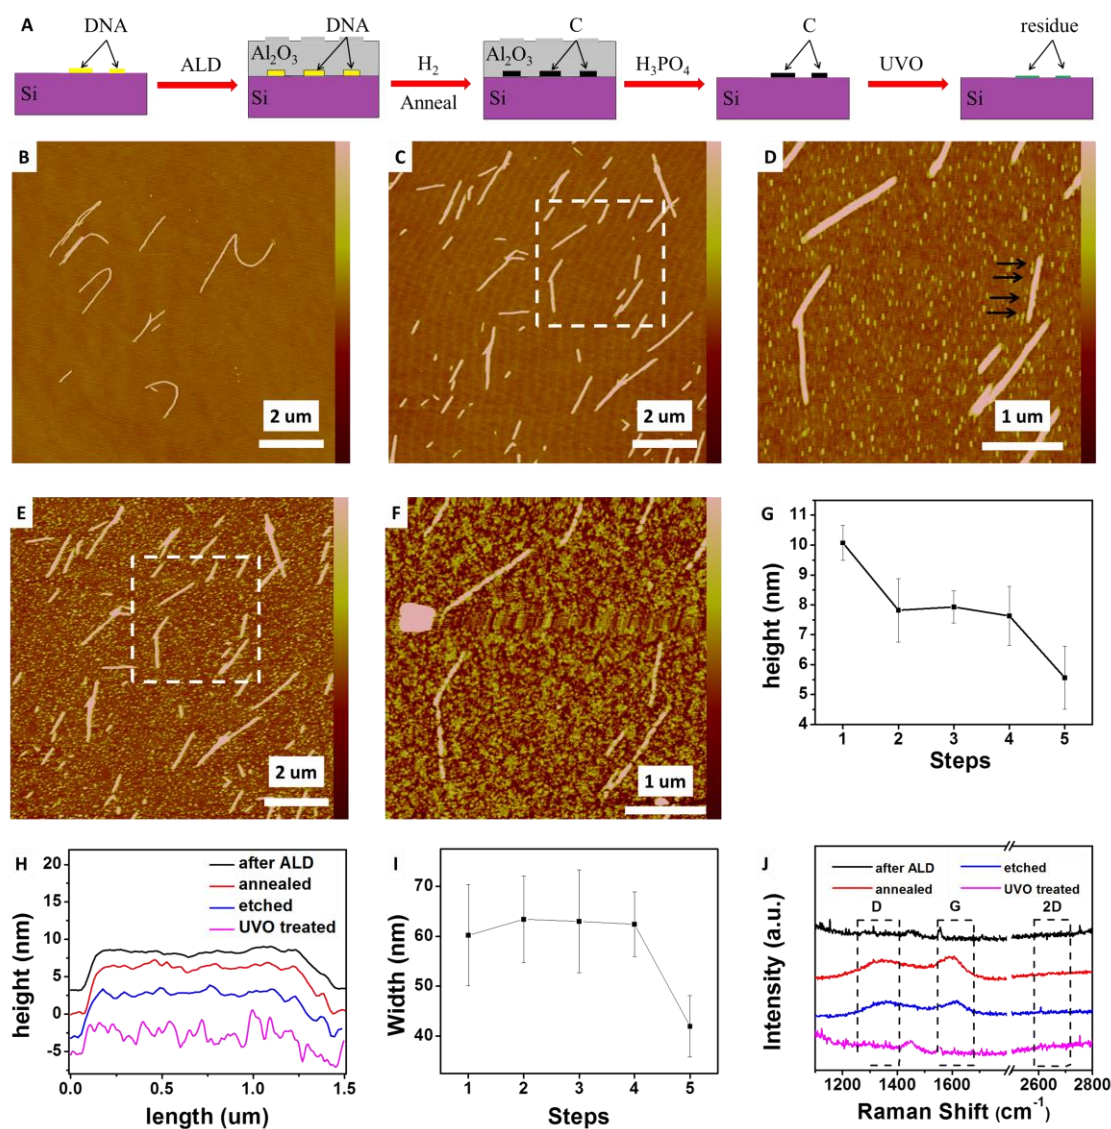 A
DNA
DNA
C
C
residue
Al2O3
Al2O3
ALD
H2
H3PO4
UVO
Anneal
Si
Si
Si
Si
Si
B
C
D
2 um
2 um
1 um
E
F
G
2 um
1 um
height (nm)
11
10
9
8
7
6
5
4
1 2 3 4 5
Steps
H
height (nm)
20
15
10
5
0
-5
after ALD
annealed
etched
UVO treated
0.0 0.5 1.0 1.5
length (um)
I
Width (nm)
70
60
50
40
1 2 3 4 5
Steps
J
Intensity (a.u.)
after ALD
etched
annealed
UVO treated
D
G
2D
1200 1400 1600 2600 2800
Raman Shift (cm-1)